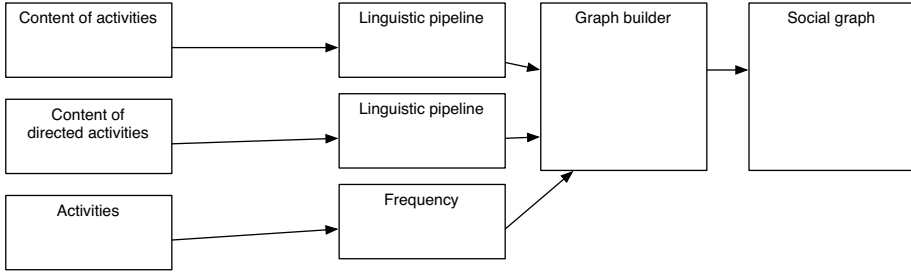 Content of activities
Linguistic pipeline
Graph builder
Social graph
Content of
directed activities
Linguistic pipeline
Activities
Frequency